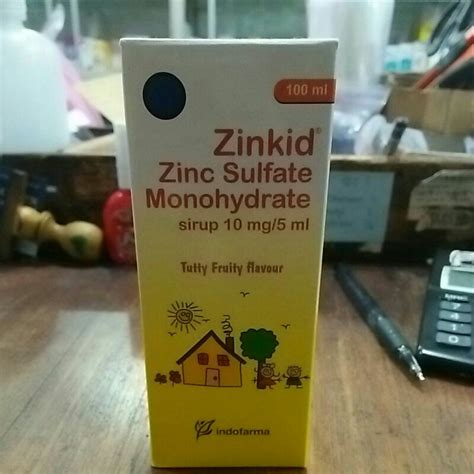 100 ml
Zinkid®
Zinc Sulfate
Monohydrate
sirup 10 mg/5 ml
Tutty Fruity flavour
indofarma